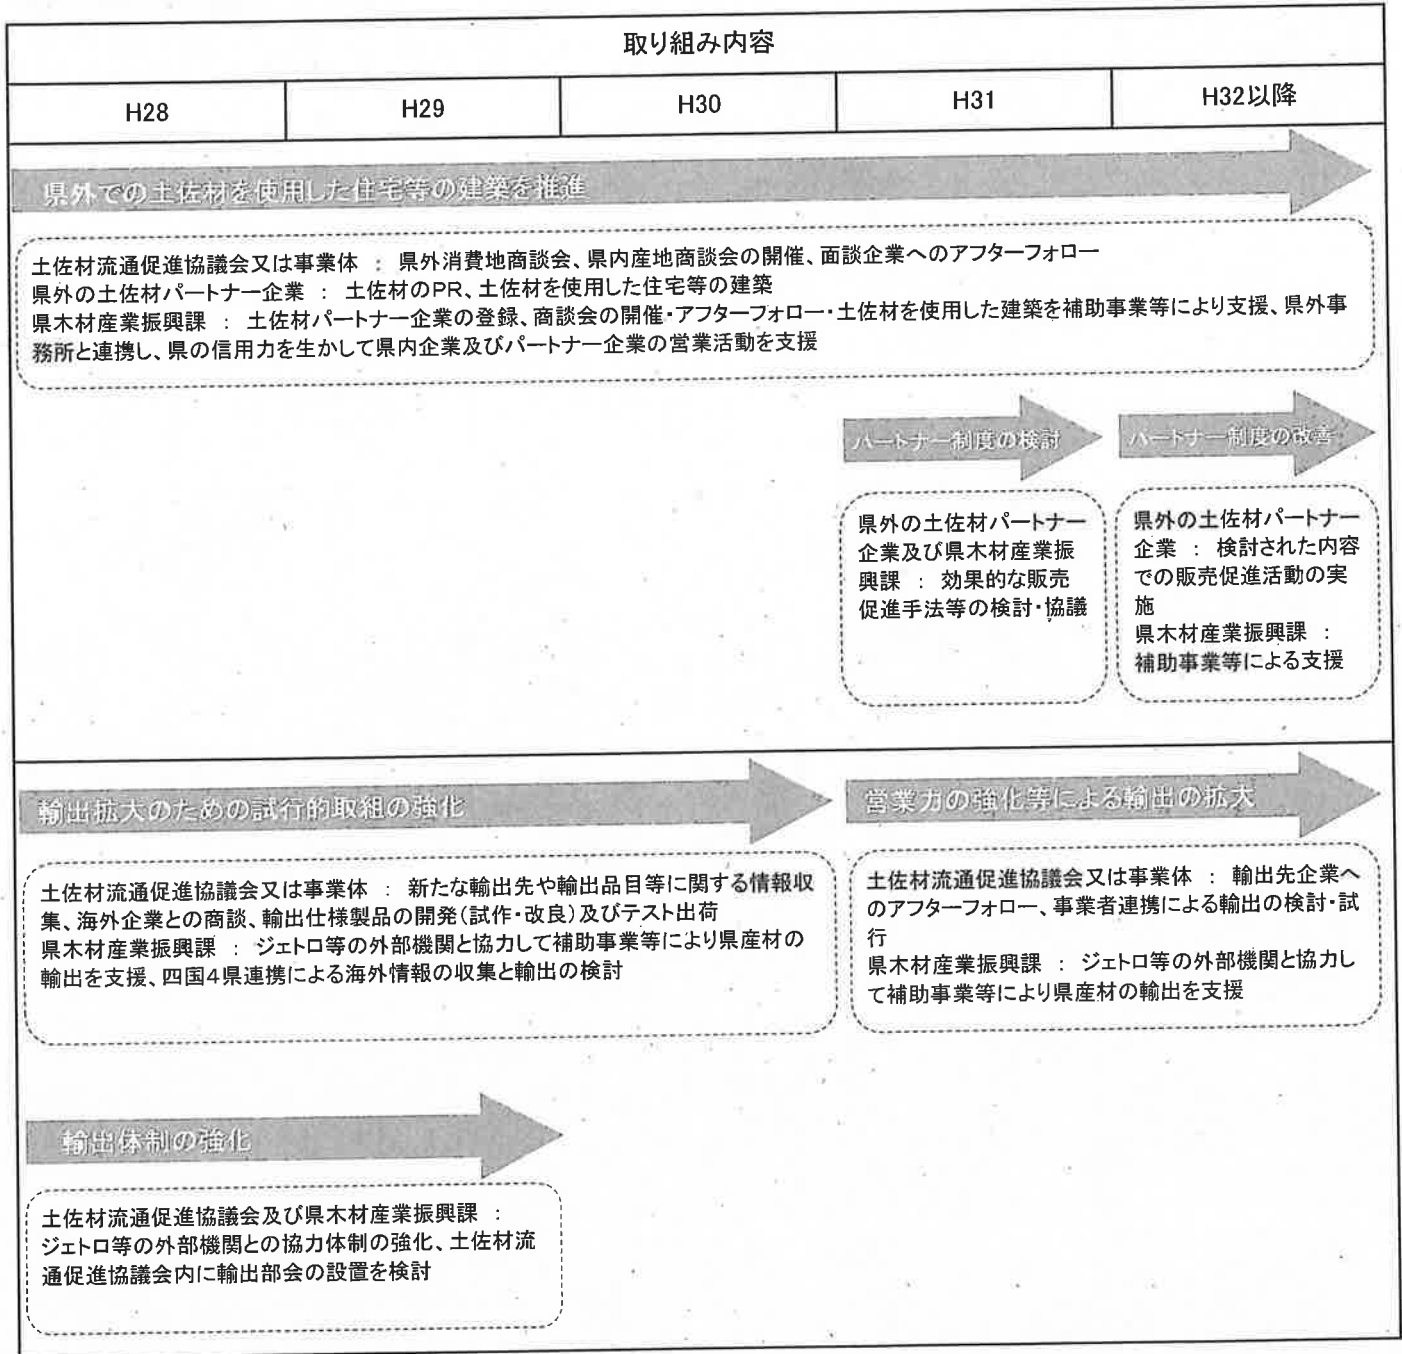 取り組み内容
H28
H29
H30
H31
H32以降
県外での土佐材を使用した住宅等の建築を推進
土佐材流通促進協議会又は事業体 : 県外消費地商談会、県内産地商談会の開催、面談企業へのアフターフォロー
県外の土佐材パートナー企業 : 土佐材のPR、土佐材を使用した住宅等の建築
県木材産業振興課 : 土佐材パートナー企業の登録、商談会の開催・アフターフォロー・土佐材を使用した建築を補助事業等により支援、県外事
務所と連携し、県の信用力を生かして県内企業及びパートナー企業の営業活動を支援
パートナー制度の検討
県外の土佐材パートナー
企業及び県木材産業振
興課 : 効果的な販売
促進手法等の検討・協議
パートナー制度の改善
県外の土佐材パートナー
企業 : 検討された内容
での販売促進活動の実
施
県木材産業振興課 :
補助事業等による支援
輸出拡大のための試行的取組の強化
土佐材流通促進協議会又は事業体 : 新たな輸出先や輸出品目等に関する情報収
集、海外企業との商談、輸出仕様製品の開発(試作・改良)及びテスト出荷
県木材産業振興課 : ジェトロ等の外部機関と協力して補助事業等により県産材の
輸出を支援、四国4県連携による海外情報の収集と輸出の検討
営業力の強化等による輸出の拡大
土佐材流通促進協議会又は事業体 : 輸出先企業へ
のアフターフォロー、事業者連携による輸出の検討・試
行
県木材産業振興課 : ジェトロ等の外部機関と協力し
て補助事業等により県産材の輸出を支援
輸出体制の強化
土佐材流通促進協議会及び県木材産業振興課 :
ジェトロ等の外部機関との協力体制の強化、土佐材流
通促進協議会内に輸出部会の設置を検討